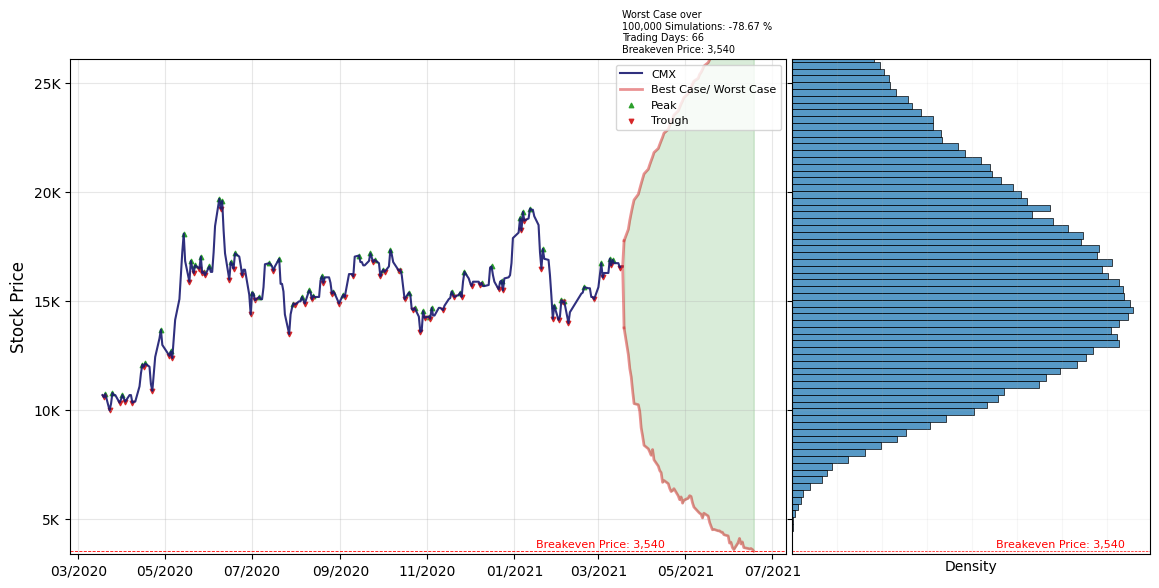 Worst Case over
100,000 Simulations: -78.67 %
Trading Days: 66
Breakeven Price: 3,540
CMX
Best Case/ Worst Case
Peak
Trough
25K
20K
15K
10K
5K
Stock Price
Breakeven Price: 3,540
Breakeven Price: 3,540
03/2020 05/2020 07/2020 09/2020 11/2020 01/2021 03/2021 05/2021 07/2021
Density